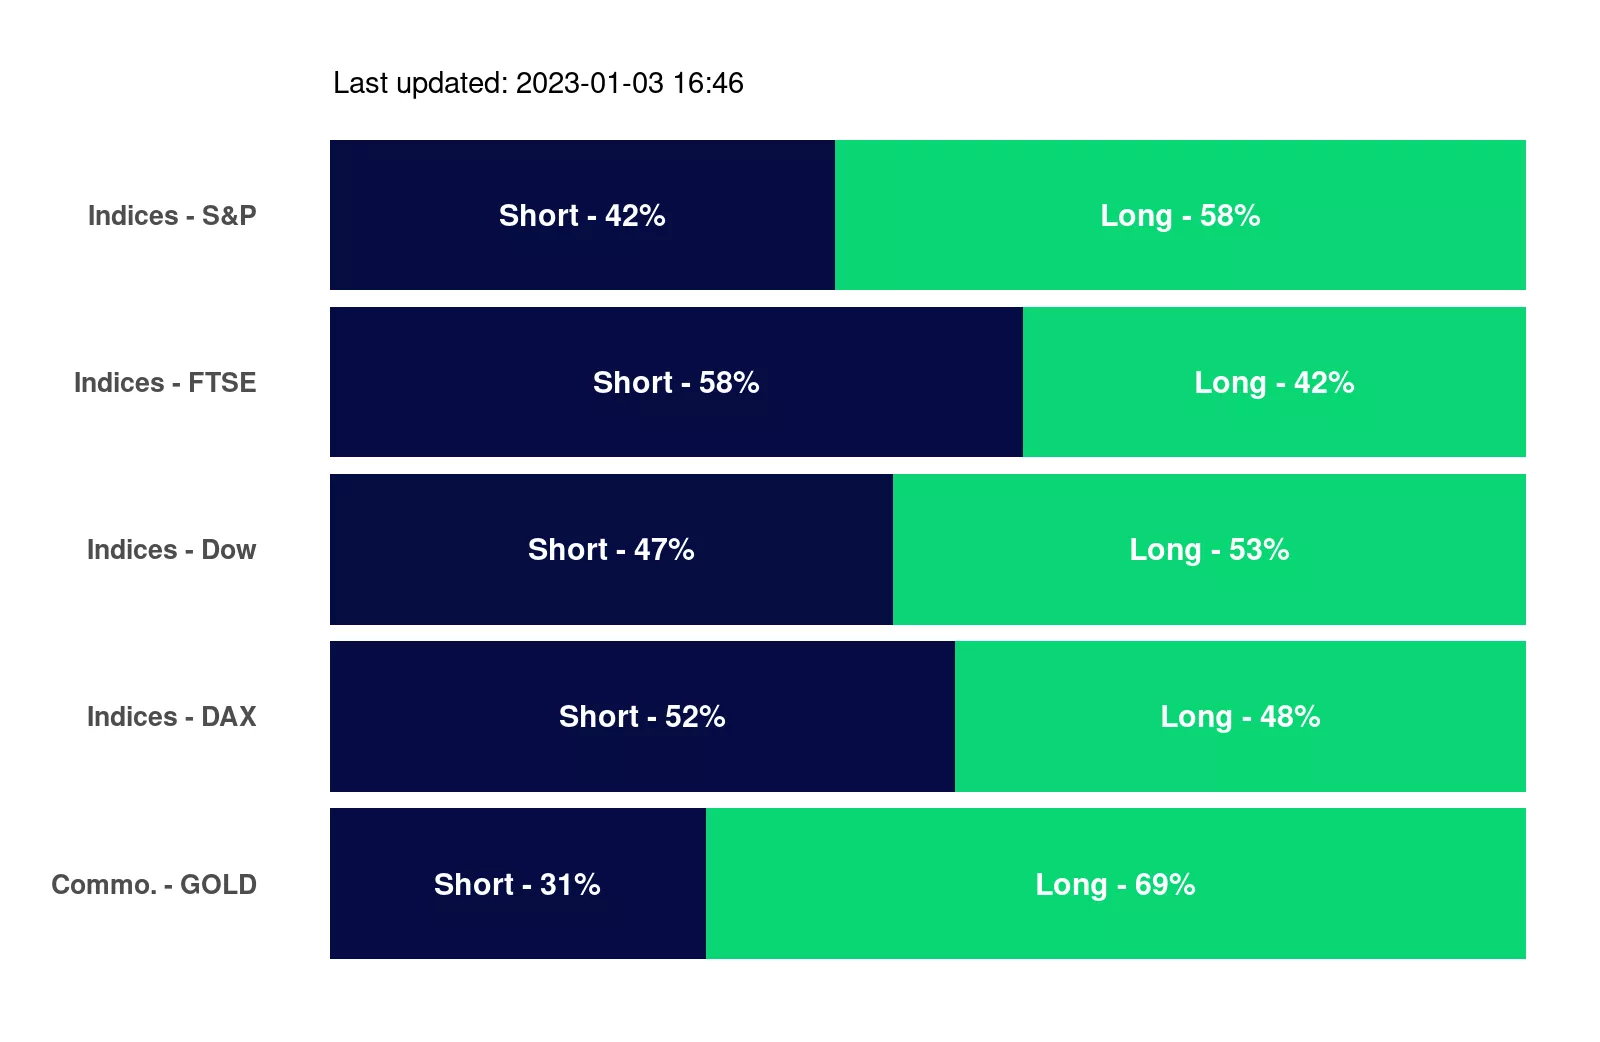 Last updated: 2023-01-03 16:46
Indices - S&P Short - 42% Long - 58%
Indices - FTSE Short - 58% Long - 42%
Indices - Dow Short - 47% Long - 53%
Indices - DAX Short - 52% Long - 48%
Commo. - GOLD Short - 31% Long - 69%